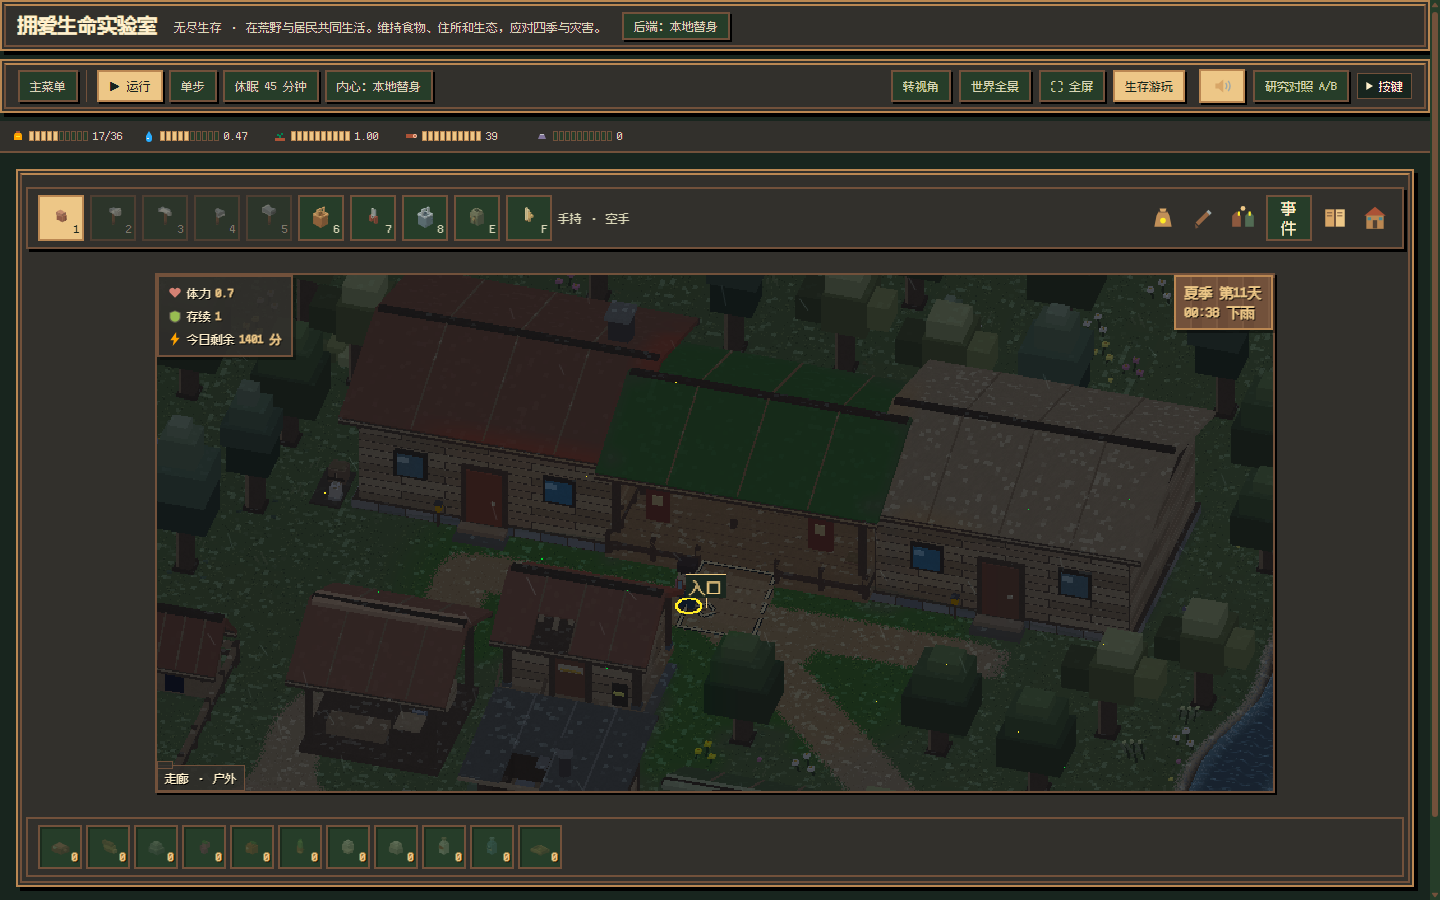 拥爱生命实验室
无尽生存 · 在荒野与居民共同生活。维持食物、住所和生态，应对四季与灾害。
后端：本地替身
主菜单
▶ 运行
单步
休眠 45 分钟
内心：本地替身
转视角
世界全景
全屏
生存游玩
研究对照 A/B
▶ 按键
17/36
0.47
1.00
39
0
1
2
3
4
5
6
7
8
E
F
手持 · 空手
事件
体力 0.7
存续 1
今日剩余 1401 分
夏季 第11天
00:38 下雨
入口
走廊 · 户外
0
0
0
0
0
0
0
0
0
0
0